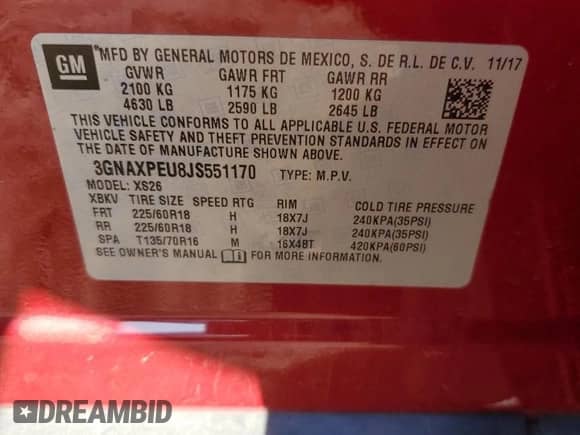 GM
*MFD BY GENERAL MOTORS DE MEXICO, S. DE R.L. DE C.V. 11/17
GVWR GAWR FRT GAWR RR
2100 KG 1175 KG 1200 KG
4630 LB 2590 LB 2645 LB
THIS VEHICLE CONFORMS TO ALL APPLICABLE U.S. FEDERAL MOTOR
VEHICLE SAFETY AND THEFT PREVENTION STANDARDS IN EFFECT ON
THE DATE OF MANUFACTURE SHOWN ABOVE.
3GNAXPEU8JS551170 TYPE: M.P.V.
MODEL: XS26
XBKV TIRE SIZE SPEED RTG RIM COLD TIRE PRESSURE
FRT 225/60R18 H 18X7J 240KPA(35PSI)
RR 225/60R18 H 18X7J 240KPA(35PSI)
SPA T135/70R16 M 16X4BT 420KPA(60PSI)
SEE OWNER'S MANUAL FOR MORE INFORMATION.
DREAMBID